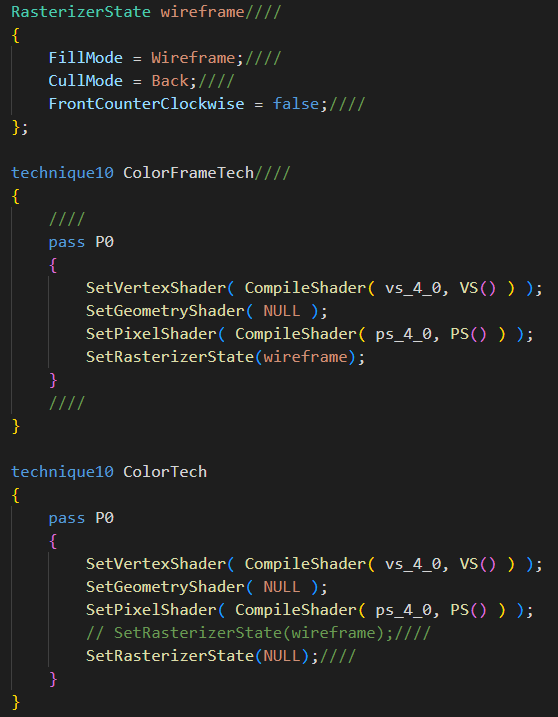 RasterizerState wireframe////
{
    FillMode = Wireframe;////
    CullMode = Back;////
    FrontCounterClockwise = false;////
};

technique10 ColorFrameTech////
{
    ////
    pass P0
    {
        SetVertexShader( CompileShader( vs_4_0, VS() ) );
        SetGeometryShader( NULL );
        SetPixelShader( CompileShader( ps_4_0, PS() ) );
        SetRasterizerState(wireframe);
    }
    ////
}

technique10 ColorTech
{
    pass P0
    {
        SetVertexShader( CompileShader( vs_4_0, VS() ) );
        SetGeometryShader( NULL );
        SetPixelShader( CompileShader( ps_4_0, PS() ) );
        // SetRasterizerState(wireframe);////
        SetRasterizerState(NULL);////
    }
}